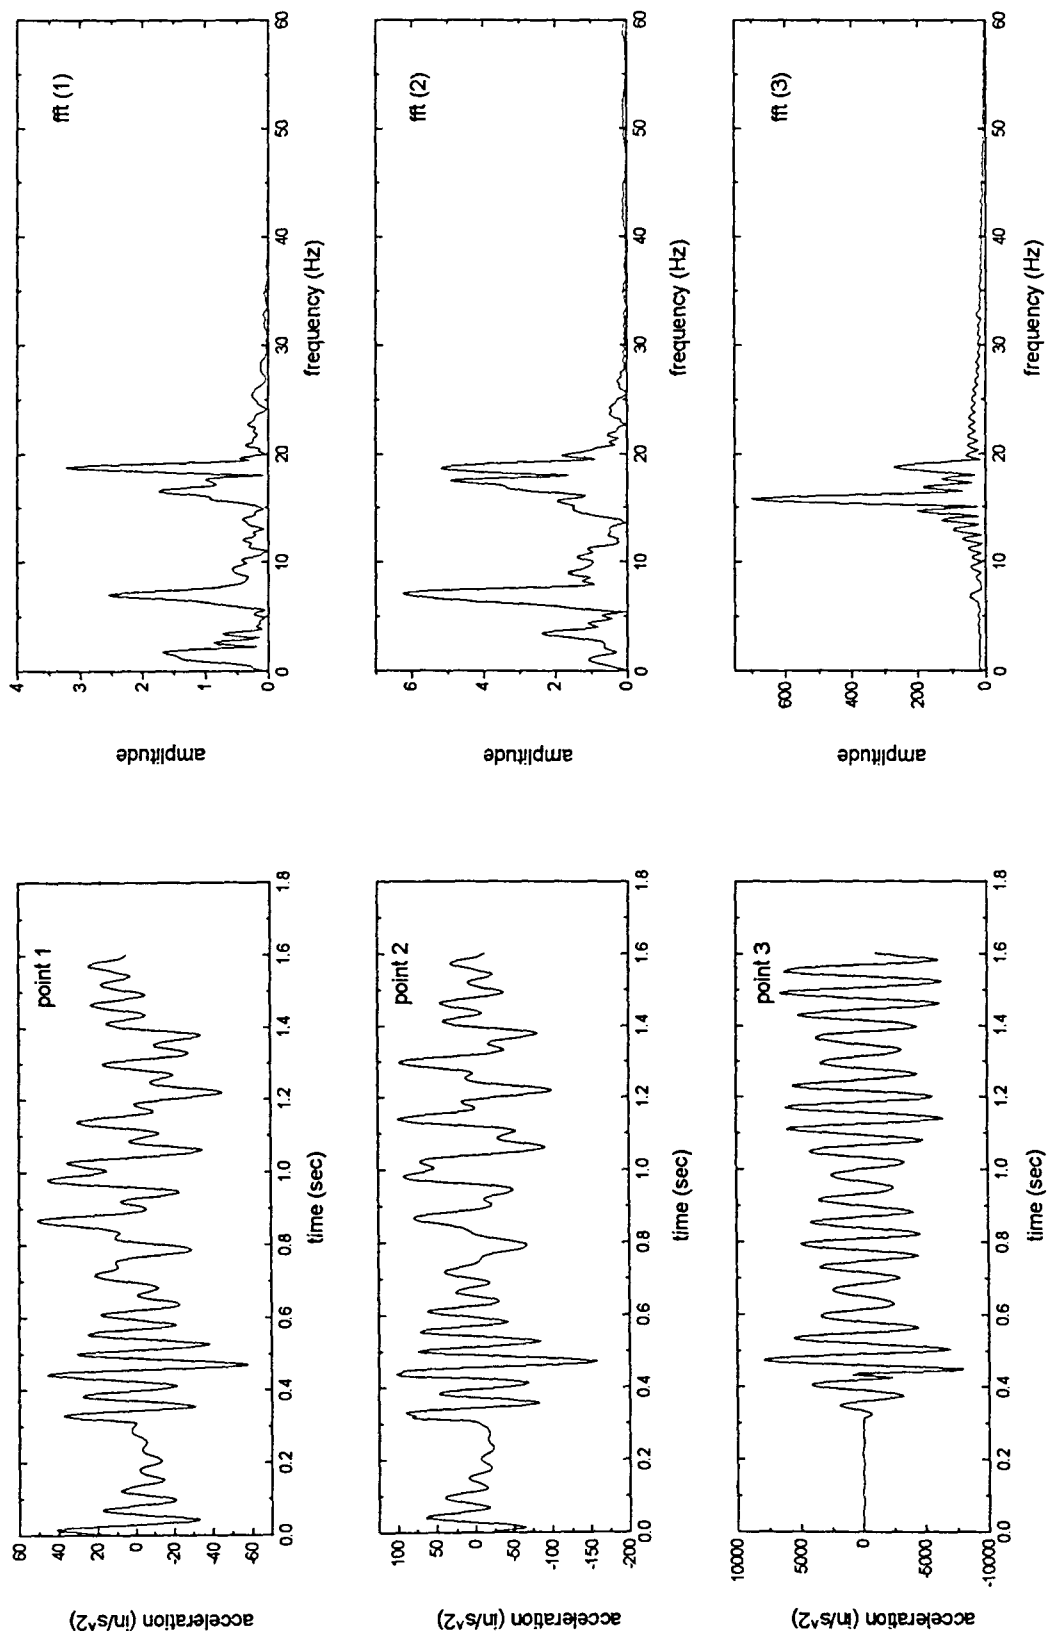 point 1
acceleration (in/s^2)
60
40
20
0
-20
-40
-60
0.0 0.2 0.4 0.6 0.8 1.0 1.2 1.4 1.6 1.8
time (sec)
fft (1)
amplitude
4
3
2
1
0
0 10 20 30 40 50 60
frequency (Hz)
point 2
acceleration (in/s^2)
100
50
0
-50
-100
-150
-200
0.0 0.2 0.4 0.6 0.8 1.0 1.2 1.4 1.6 1.8
time (sec)
fft (2)
amplitude
6
4
2
0
0 10 20 30 40 50 60
frequency (Hz)
point 3
acceleration (in/s^2)
10000
5000
0
-5000
-10000
0.0 0.2 0.4 0.6 0.8 1.0 1.2 1.4 1.6 1.8
time (sec)
fft (3)
amplitude
600
400
200
0
0 10 20 30 40 50 60
frequency (Hz)